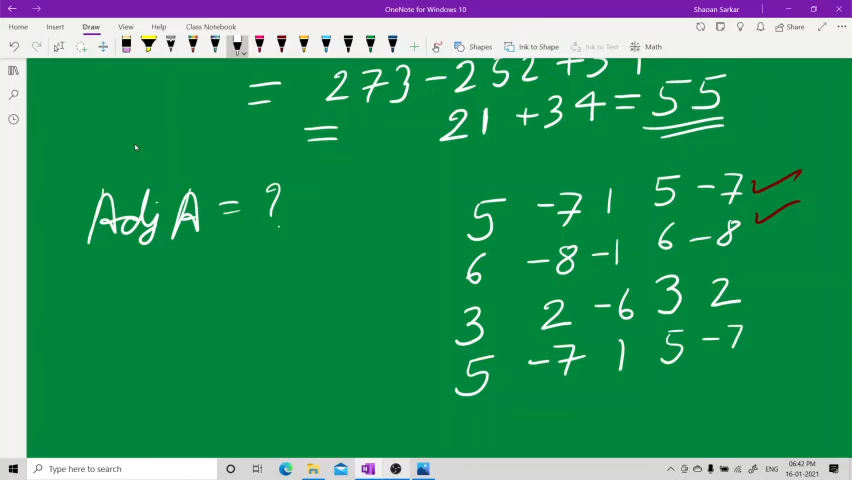 OneNote for Windows 10
Shaoan Sarkar
Home Insert Draw View Help Class Notebook
Share
Shapes Ink to Shape Ink to Text Math
= 273 - 252 + 34
= 21 + 34 = 55
Adj A = ?
5 -7 1 5 -7
6 -8 -1 6 -8
3 2 -6 3 2
5 -7 1 5 -7
Type here to search
ENG
06:42 PM
16-01-2021